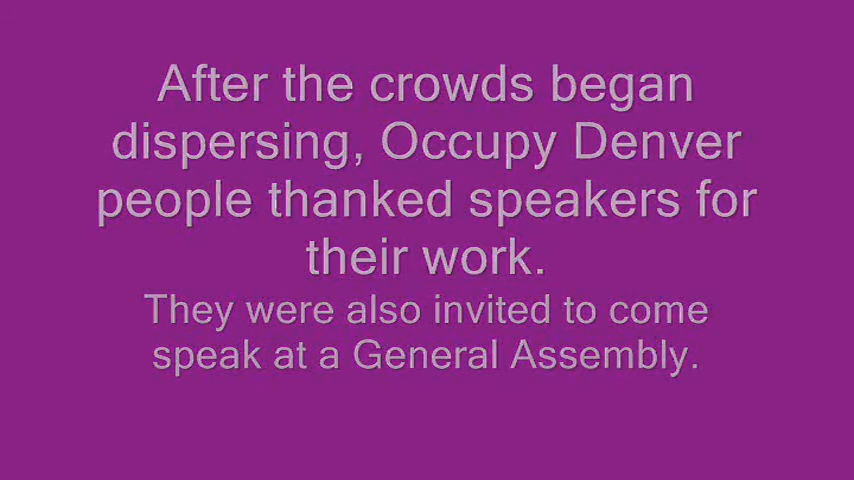 After the crowds began
dispersing, Occupy Denver
people thanked speakers for
their work.
They were also invited to come
speak at a General Assembly.